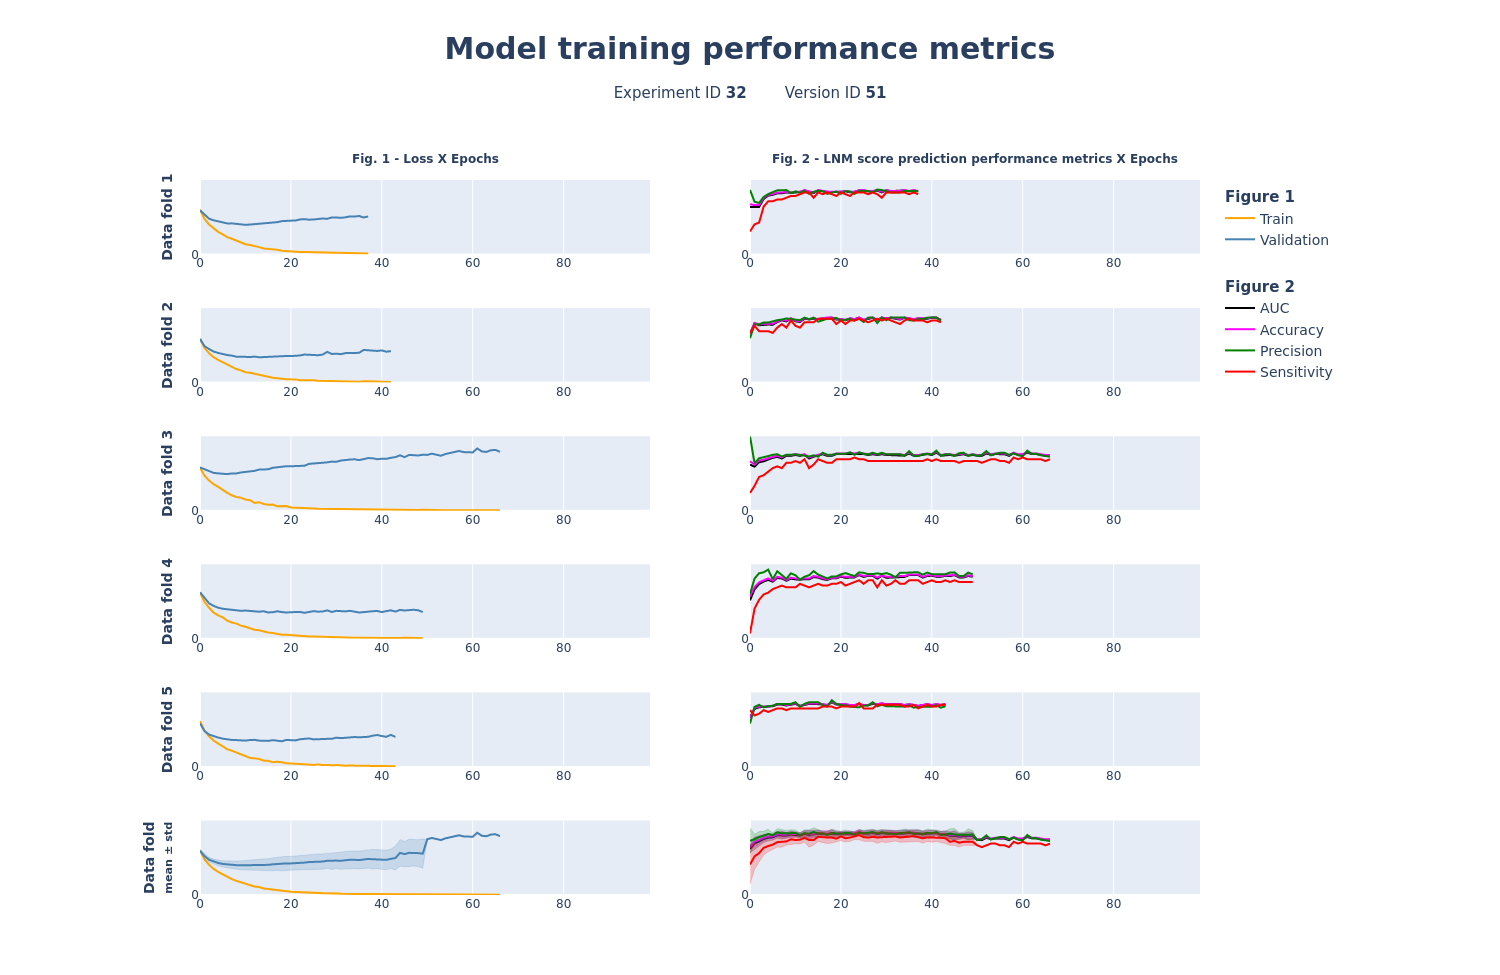 Model training performance metrics
Experiment ID 32 Version ID 51
Fig. 1 - Loss X Epochs
Fig. 2 - LNM score prediction performance metrics X Epochs
Data fold 1
0
0 20 40 60 80
0
0 20 40 60 80
Data fold 2
0
0 20 40 60 80
0
0 20 40 60 80
Data fold 3
0
0 20 40 60 80
0
0 20 40 60 80
Data fold 4
0
0 20 40 60 80
0
0 20 40 60 80
Data fold 5
0
0 20 40 60 80
0
0 20 40 60 80
Data fold
mean ± std
0
0 20 40 60 80
0
0 20 40 60 80
Figure 1
Train
Validation
Figure 2
AUC
Accuracy
Precision
Sensitivity